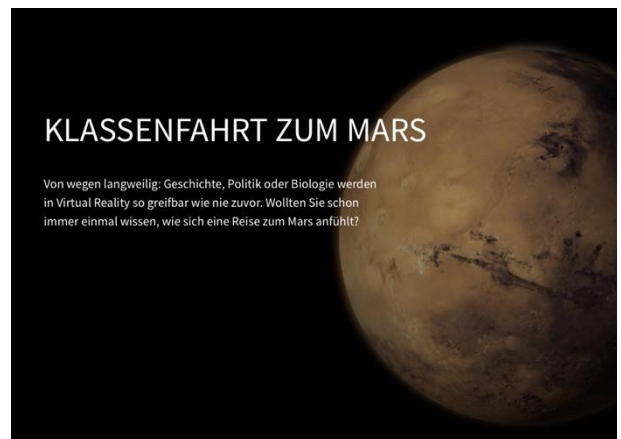 KLASSENFAHRT ZUM MARS
Von wegen langweilig: Geschichte, Politik oder Biologie werden
in Virtual Reality so greifbar wie nie zuvor. Wollten Sie schon
immer einmal wissen, wie sich eine Reise zum Mars anfühlt?